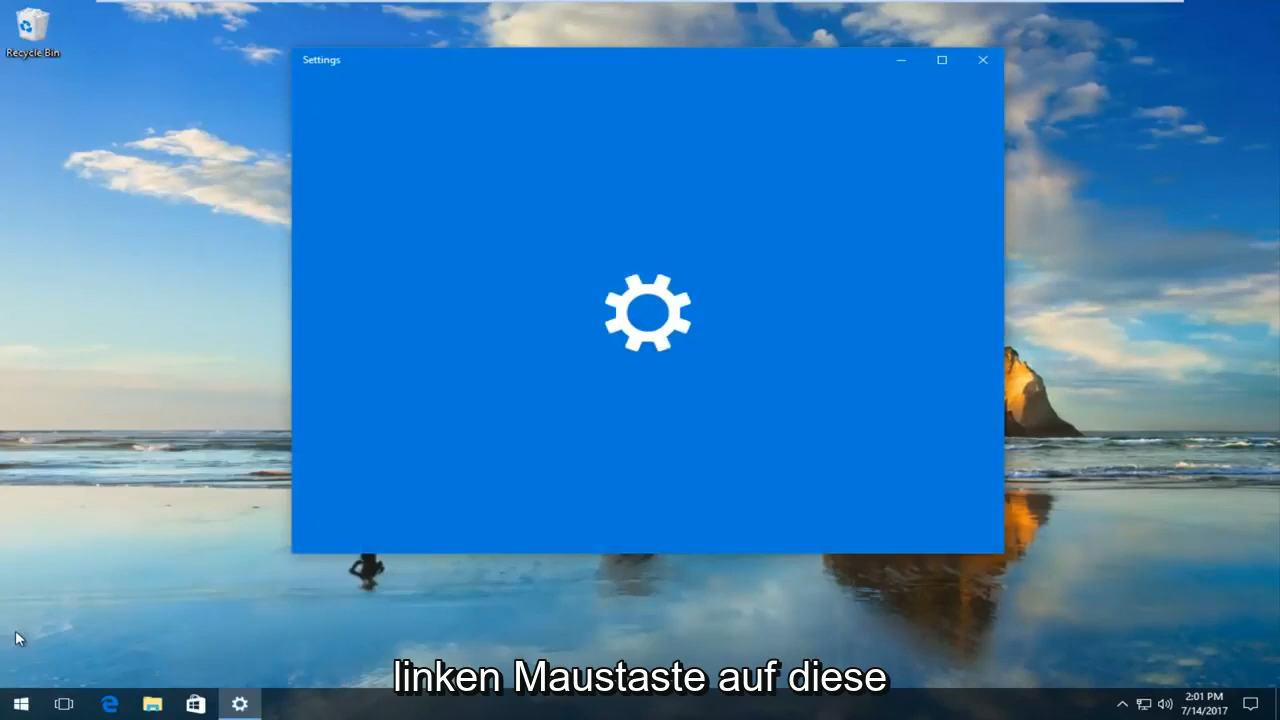 Recycle Bin
Settings
linken Maustaste auf diese
2:01 PM
7/14/2017